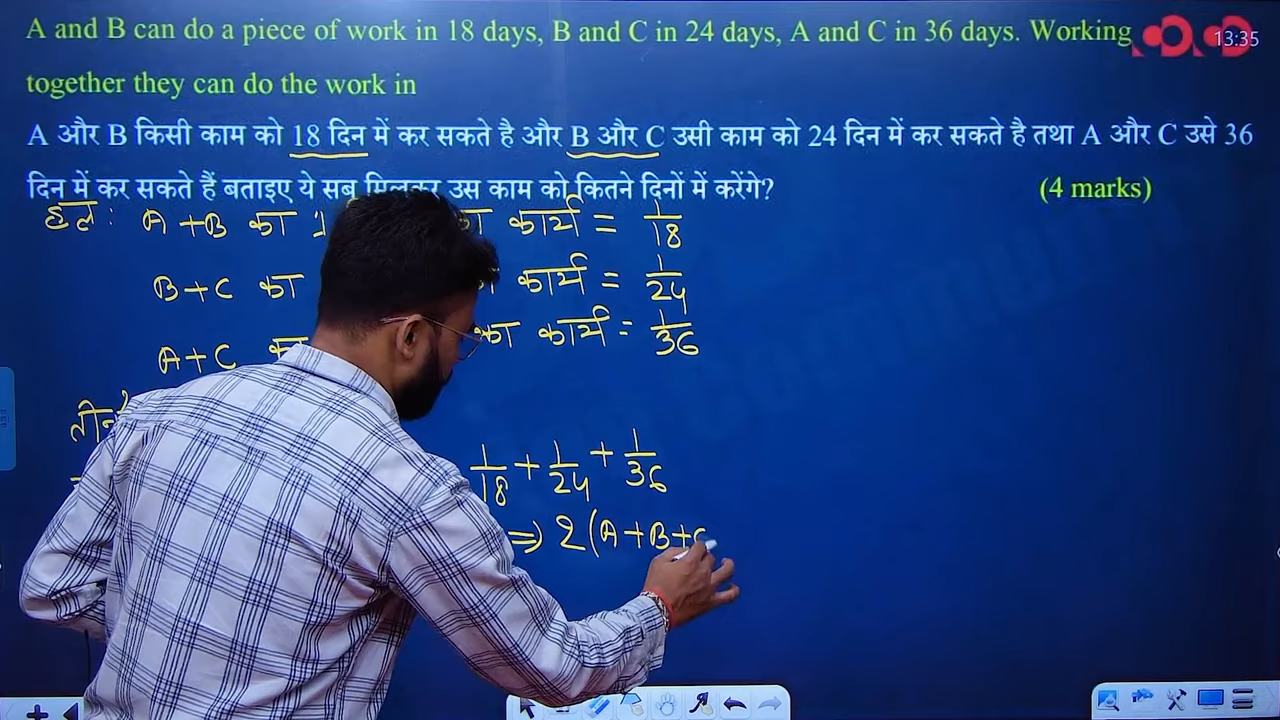 A and B can do a piece of work in 18 days, B and C in 24 days, A and C in 36 days. Working
13:35
together they can do the work in
A और B किसी काम को 18 दिन में कर सकते है और B और C उसी काम को 24 दिन में कर सकते है तथा A और C उसे 36
दिन में कर सकते हैं बताइए ये सब मिलकर उस काम को कितने दिनों में करेंगे?
(4 marks)
हल: A+B का 1 का कार्य = 1/18
B+C का कार्य = 1/24
A+C का का कार्य = 1/36
1/18 + 1/24 + 1/36
⇒ 2(A+B+C